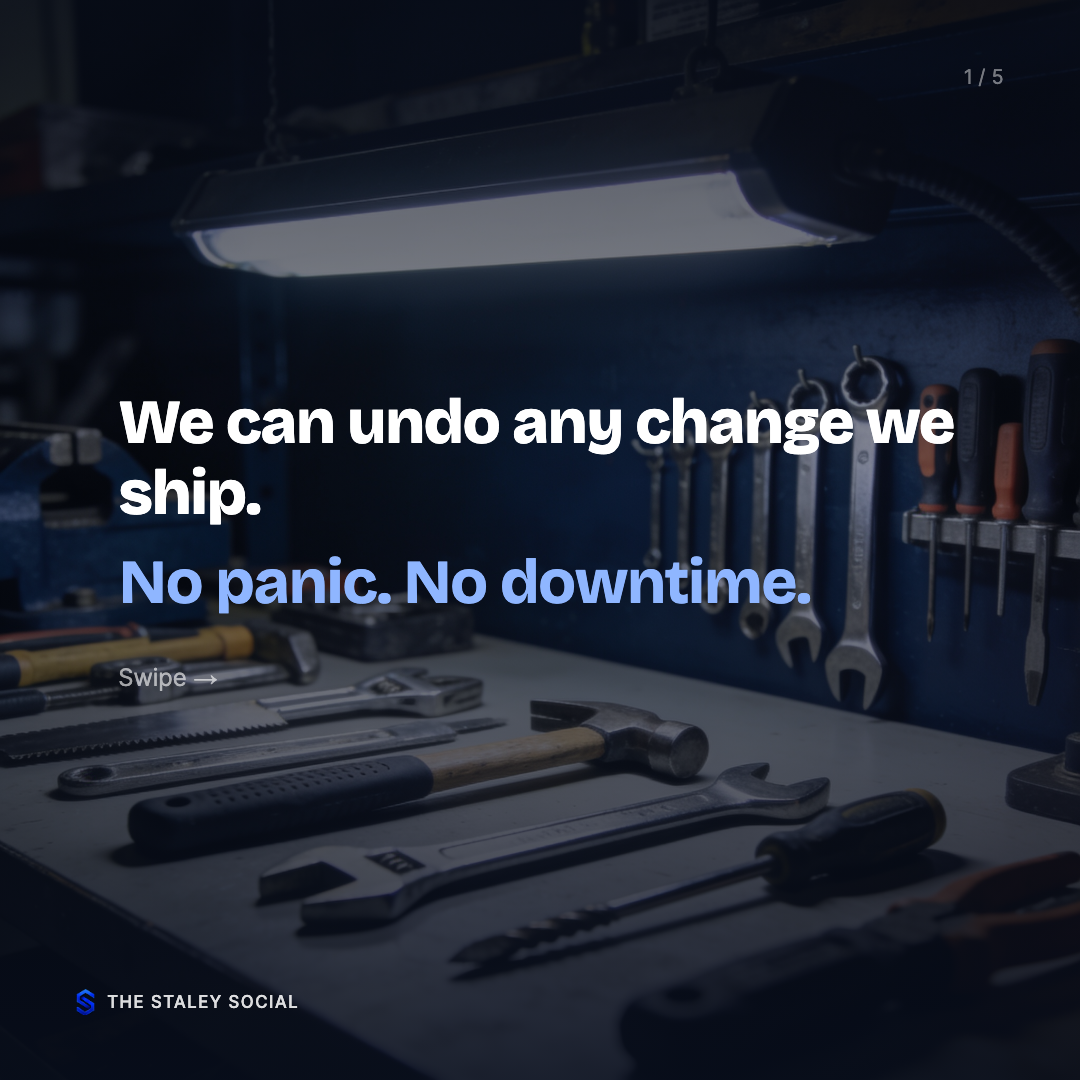 1 / 5
We can undo any change we
ship.
No panic. No downtime.
Swipe →
THE STALEY SOCIAL